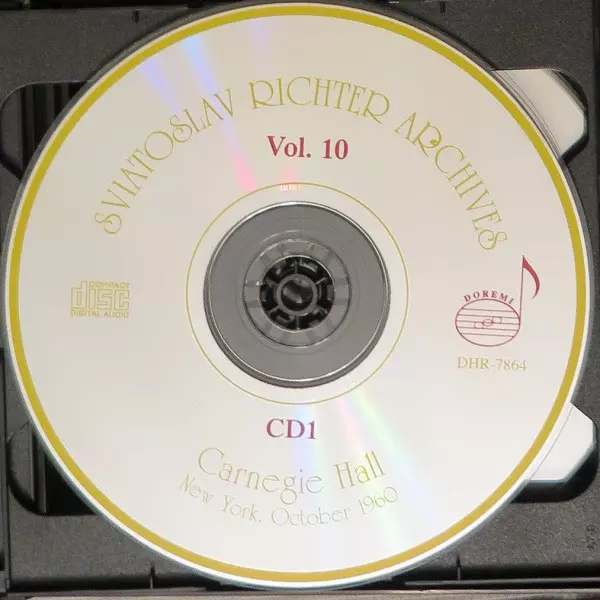 SVIATOSLAV RICHTER ARCHIVES
Vol. 10
COMPACT
disc
DIGITAL AUDIO
DOREMI
DHR-7864
CD1
Carnegie Hall
New York, October 1960